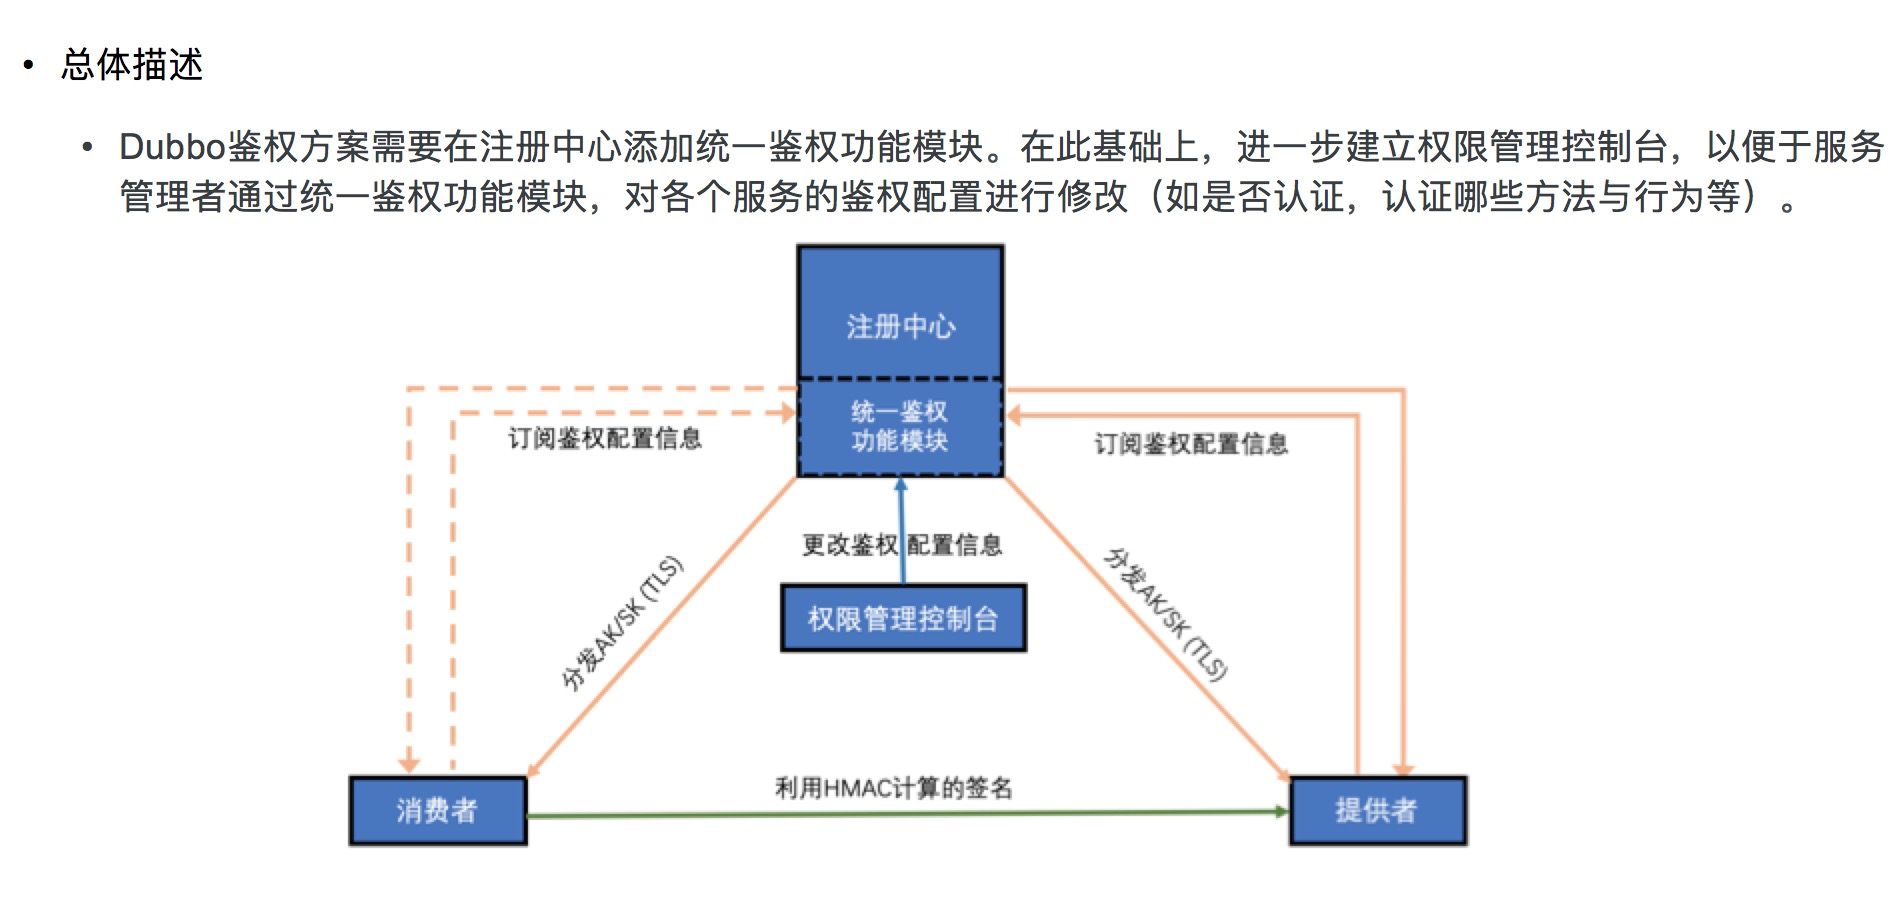 总体描述
Dubbo鉴权方案需要在注册中心添加统一鉴权功能模块。在此基础上，进一步建立权限管理控制台，以便于服务
管理者通过统一鉴权功能模块，对各个服务的鉴权配置进行修改（如是否认证，认证哪些方法与行为等）。
注册中心
统一鉴权
功能模块
订阅鉴权配置信息
订阅鉴权配置信息
更改鉴权配置信息
分发AK/SK (TLS)
分发AK/SK (TLS)
权限管理控制台
利用HMAC计算的签名
消费者
提供者